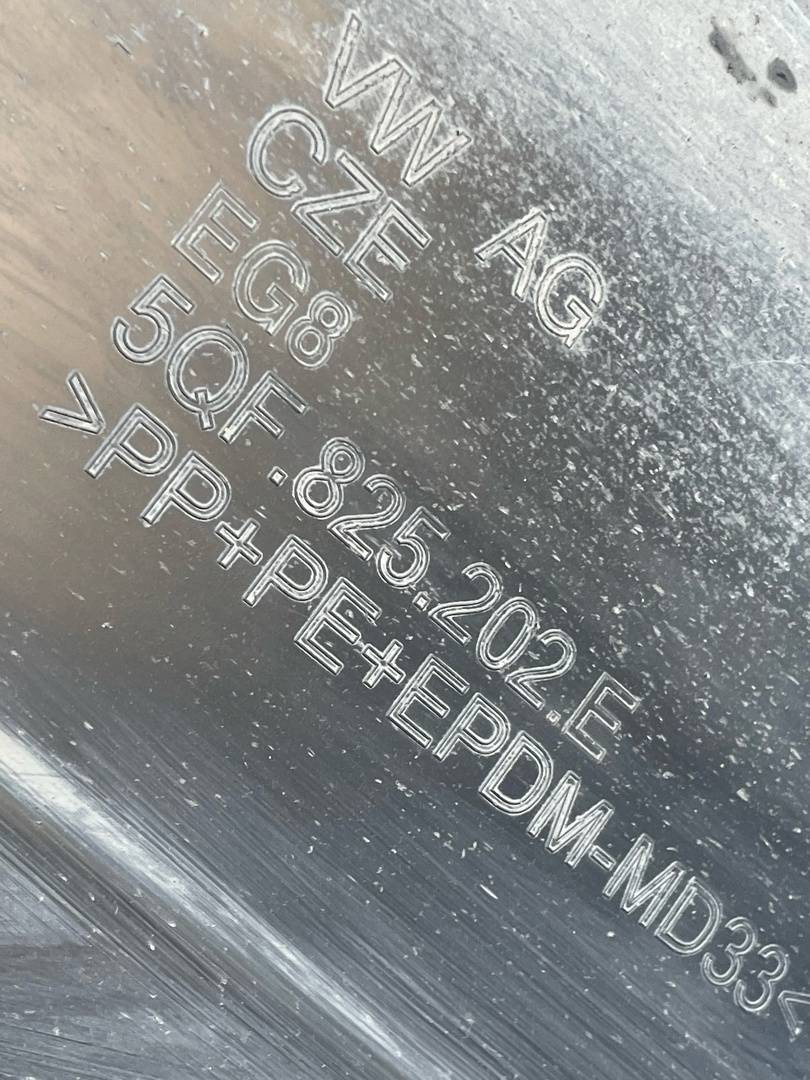 VW AG
CZE
EG8
5QF.825.202.E
>PP+PE+EPDM-MD33<